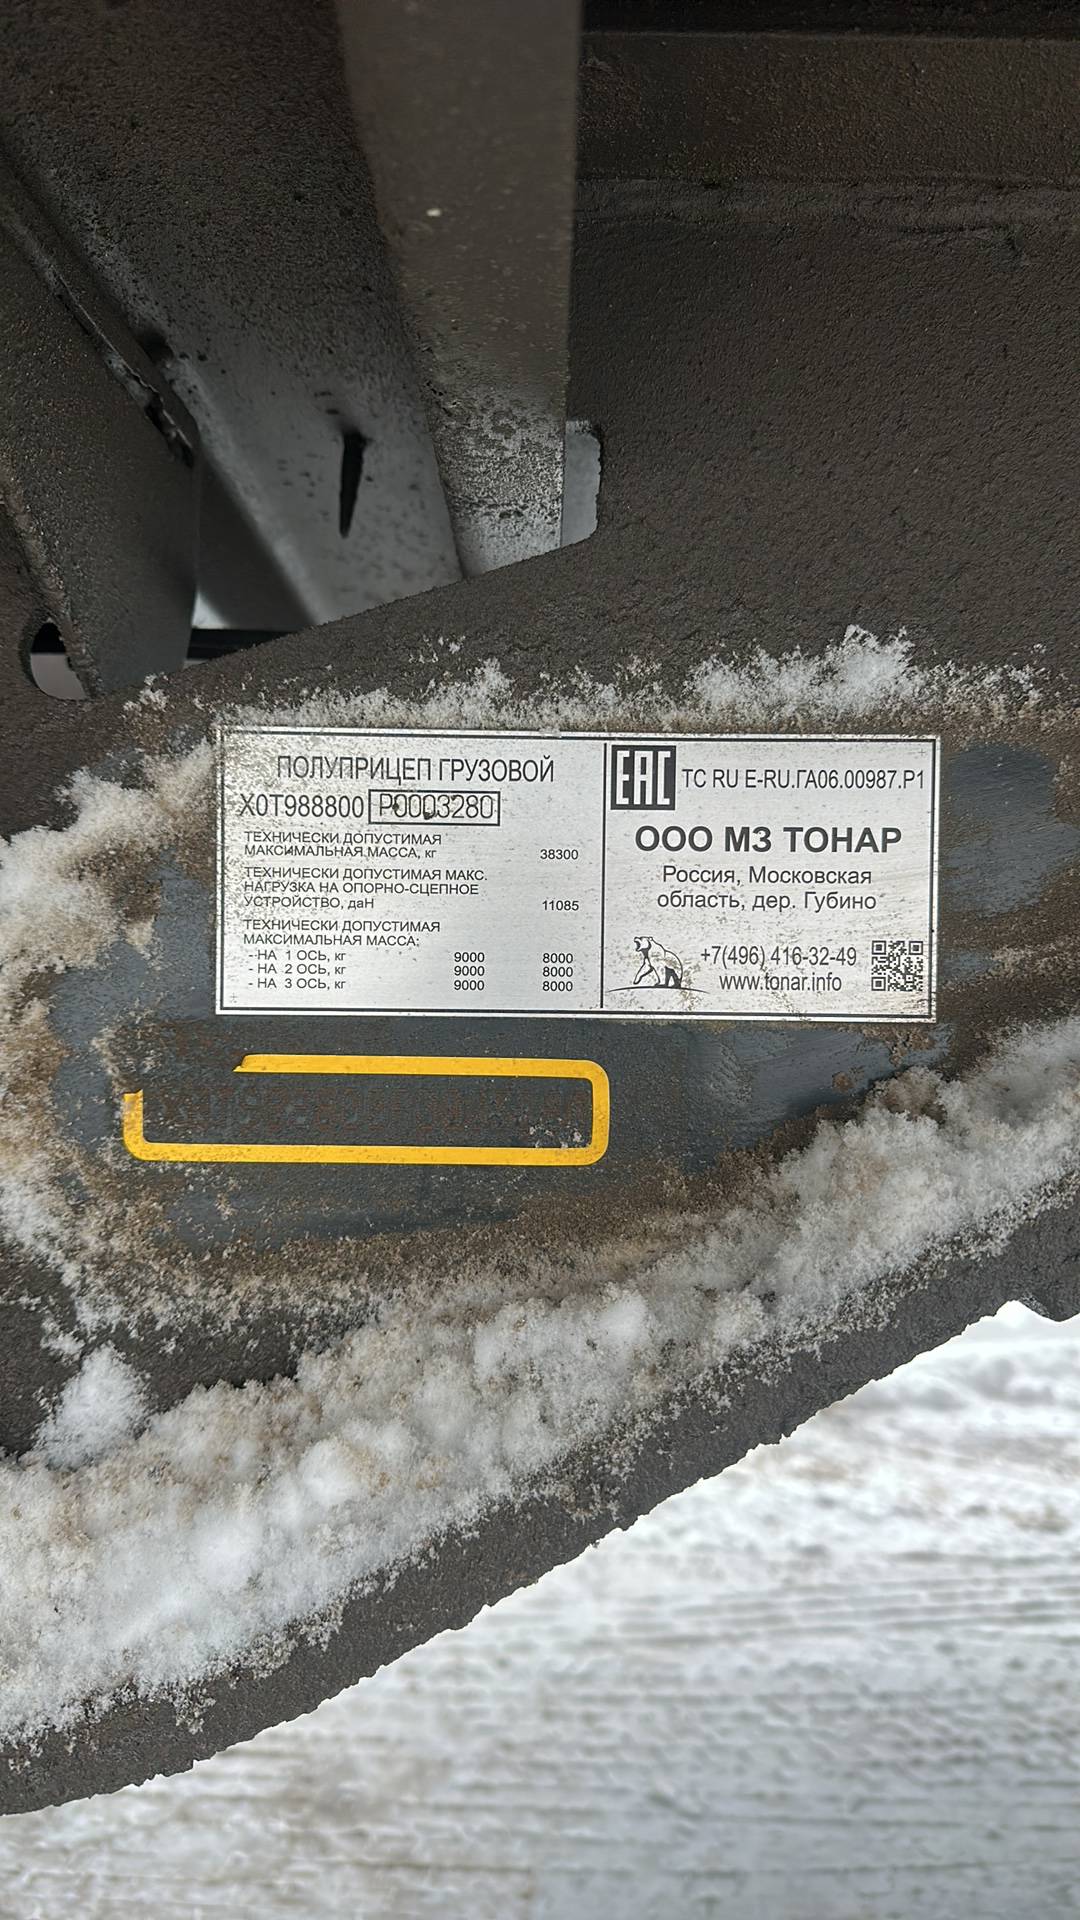 ПОЛУПРИЦЕП ГРУЗОВОЙ
X0T988800 P0003280
ТЕХНИЧЕСКИ ДОПУСТИМАЯ
МАКСИМАЛЬНАЯ МАССА, кг 38300
ТЕХНИЧЕСКИ ДОПУСТИМАЯ МАКС.
НАГРУЗКА НА ОПОРНО-СЦЕПНОЕ
УСТРОЙСТВО, даН 11085
ТЕХНИЧЕСКИ ДОПУСТИМАЯ
МАКСИМАЛЬНАЯ МАССА:
- НА 1 ОСЬ, кг 9000 8000
- НА 2 ОСЬ, кг 9000 8000
- НА 3 ОСЬ, кг 9000 8000
EAC ТС RU E-RU.ГА06.00987.Р1
ООО МЗ ТОНАР
Россия, Московская
область, дер. Губино
+7(496) 416-32-49
www.tonar.info